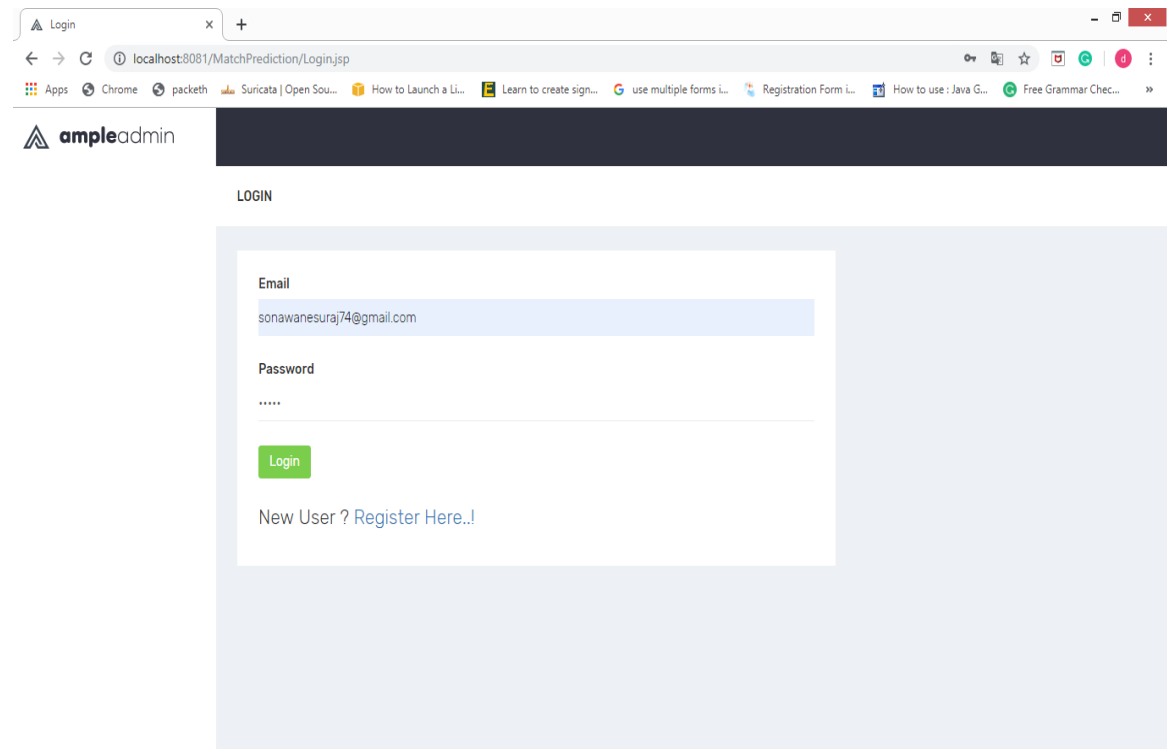 Login
localhost:8081/MatchPrediction/Login.jsp
Apps Chrome packeth Suricata | Open Sou... How to Launch a Li... Learn to create sign... use multiple forms i... Registration Form i... How to use : Java G... Free Grammar Chec... »
ampleadmin
LOGIN
Email
sonawanesuraj74@gmail.com
Password
•••••
Login
New User ? Register Here..!